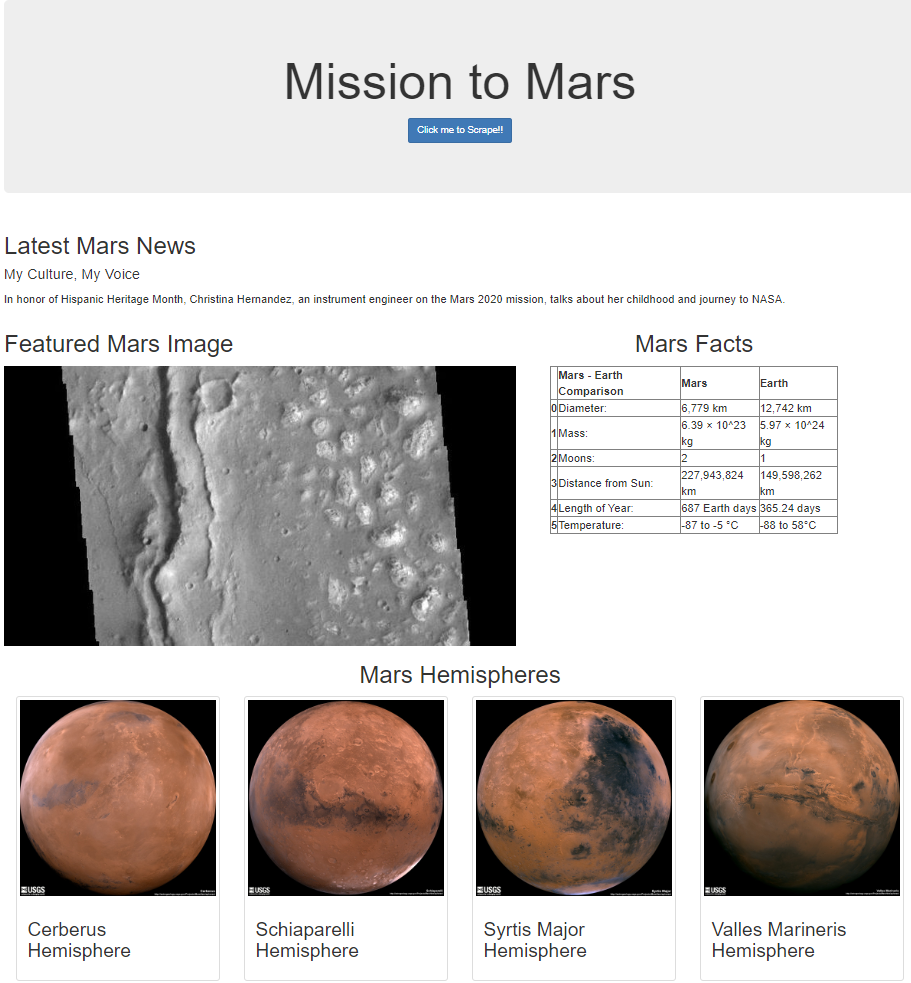 Mission to Mars
Click me to Scrape!!
Latest Mars News
My Culture, My Voice
In honor of Hispanic Heritage Month, Christina Hernandez, an instrument engineer on the Mars 2020 mission, talks about her childhood and journey to NASA.
Featured Mars Image
Mars Facts
Mars - Earth Comparison Mars Earth
0 Diameter: 6,779 km 12,742 km
1 Mass: 6.39 × 10^23 kg 5.97 × 10^24 kg
2 Moons: 2 1
3 Distance from Sun: 227,943,824 km 149,598,262 km
4 Length of Year: 687 Earth days 365.24 days
5 Temperature: -87 to -5 °C -88 to 58°C
Mars Hemispheres
USGS Cerberus
USGS Schiaparelli
USGS Syrtis Major
USGS Valles Marineris
Cerberus
Hemisphere
Schiaparelli
Hemisphere
Syrtis Major
Hemisphere
Valles Marineris
Hemisphere